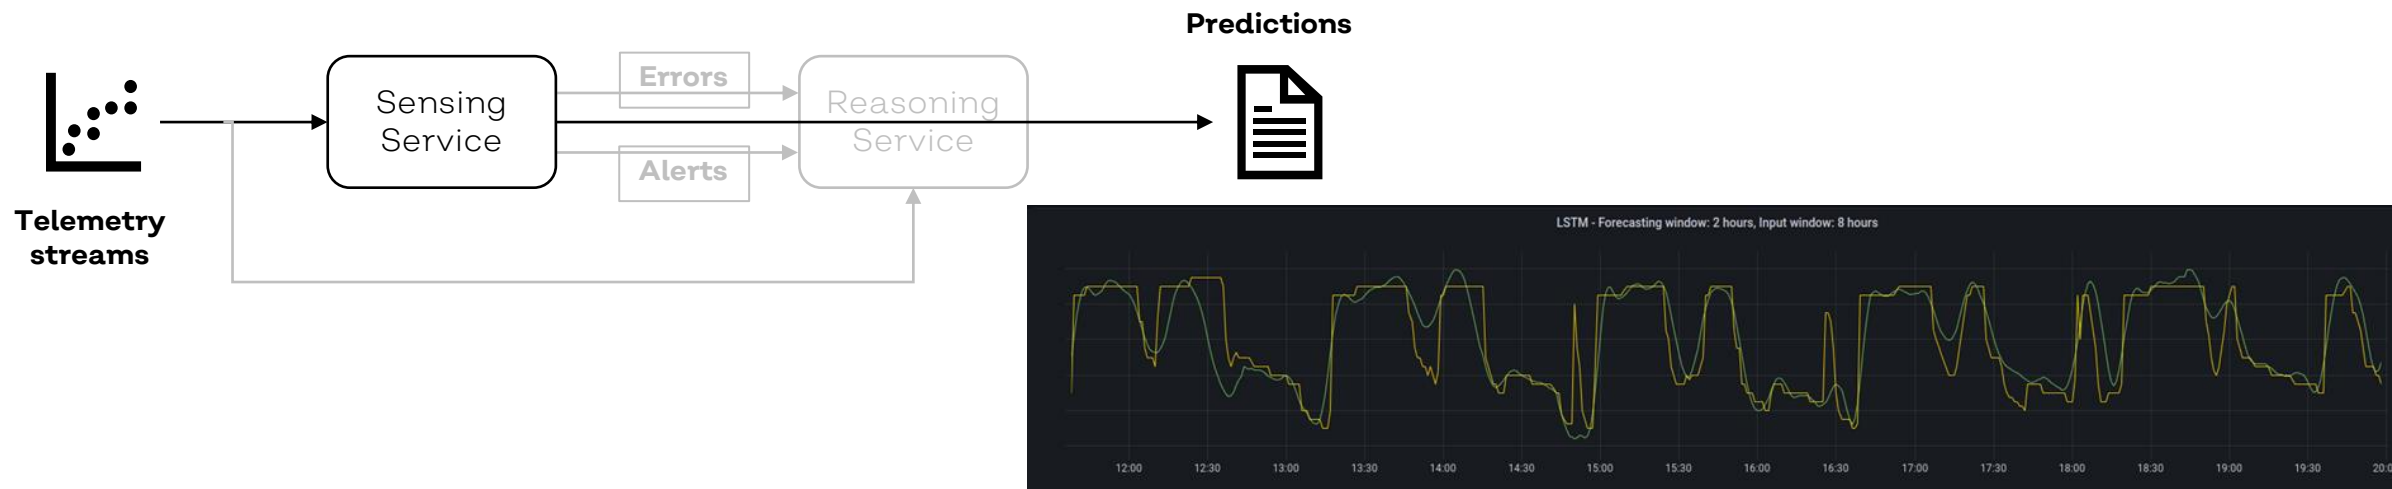 Predictions
Errors
Sensing
Service
Reasoning
Service
Alerts
Telemetry
streams
LSTM - Forecasting window: 2 hours, Input window: 8 hours
12:00 12:30 13:00 13:30 14:00 14:30 15:00 15:30 16:00 16:30 17:00 17:30 18:00 18:30 19:00 19:30 20:0